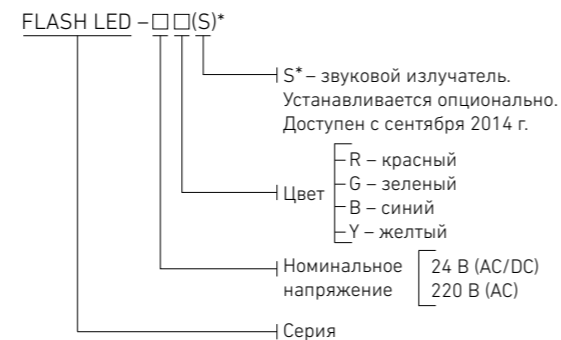 FLASH LED – □ □(S)*
S* – звуковой излучатель.
Устанавливается опционально.
Доступен с сентября 2014 г.
R – красный
G – зеленый
Цвет
B – синий
Y – желтый
Номинальное 24 В (AC/DC)
напряжение 220 В (AC)
Серия